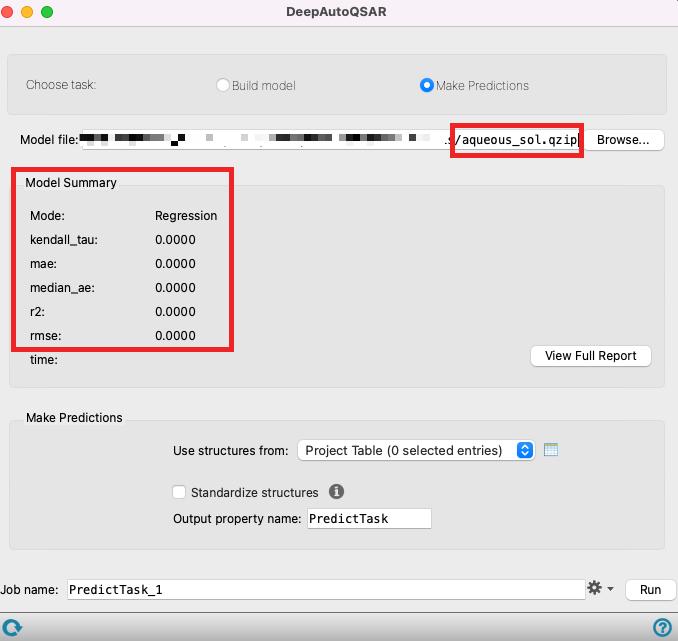 DeepAutoQSAR
Choose task: Build model Make Predictions
Model file: /aqueous_sol.qzip Browse...
Model Summary
Mode: Regression
kendall_tau: 0.0000
mae: 0.0000
median_ae: 0.0000
r2: 0.0000
rmse: 0.0000
time:
View Full Report
Make Predictions
Use structures from: Project Table (0 selected entries)
Standardize structures i
Output property name: PredictTask
Job name: PredictTask_1 Run
?